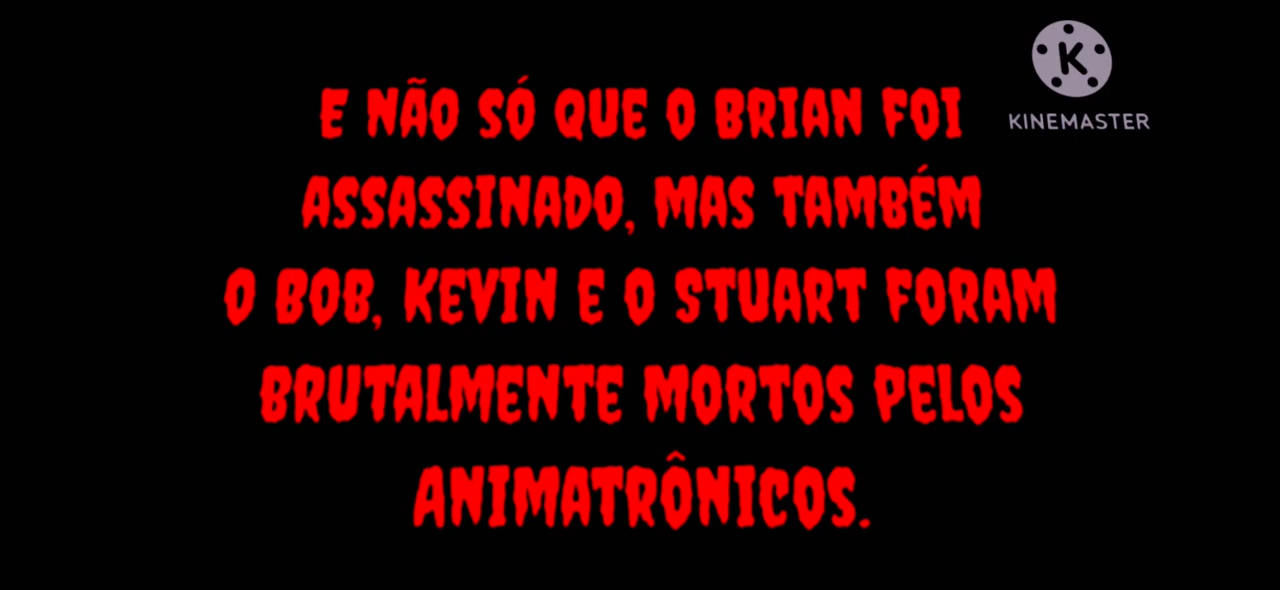 KINEMASTER
E NÃO SÓ QUE O BRIAN FOI
ASSASSINADO, MAS TAMBÉM
O BOB, KEVIN E O STUART FORAM
BRUTALMENTE MORTOS PELOS
ANIMATRÔNICOS.